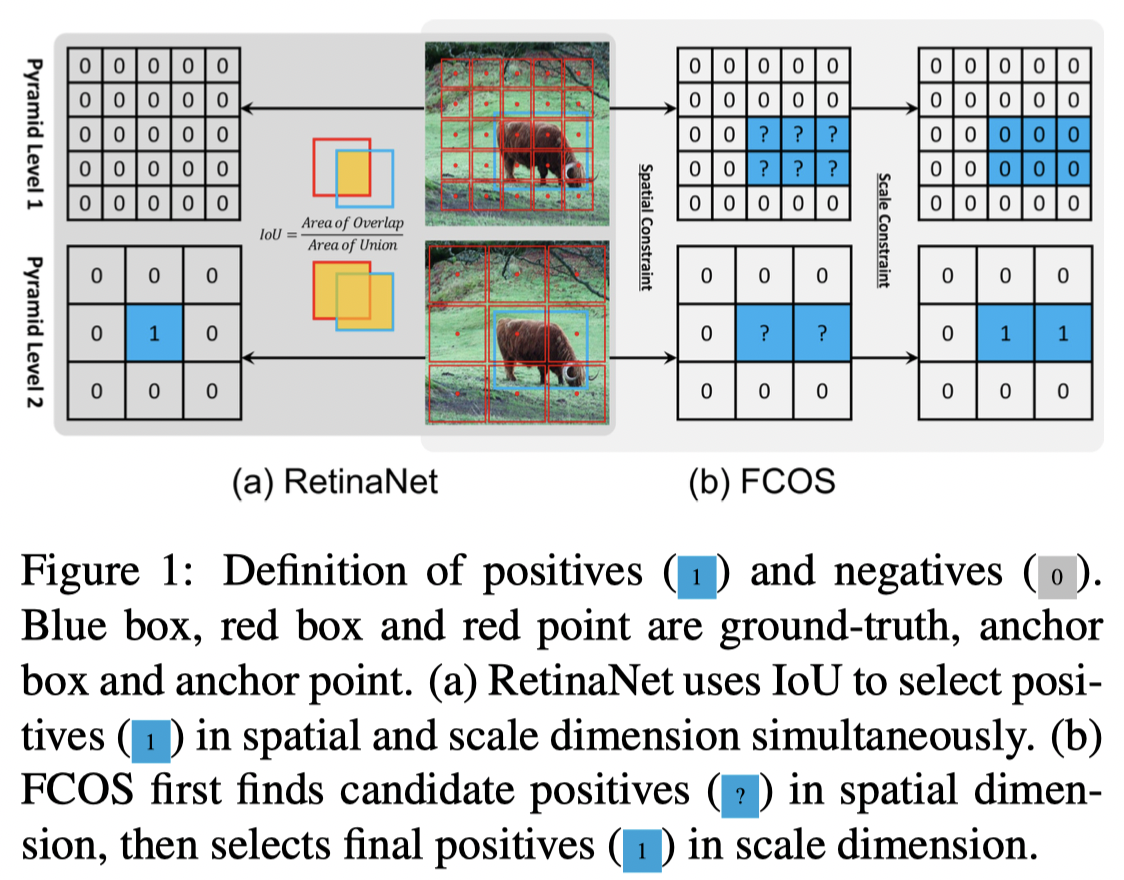 Pyramid Level 1
0 0 0 0 0
0 0 0 0 0
0 0 0 0 0
0 0 0 0 0
0 0 0 0 0
Pyramid Level 2
0 0 0
0 1 0
0 0 0
IoU = Area of Overlap
Area of Union
Spatial Constraint
0 0 0 0 0
0 0 0 0 0
0 0 ? ? ?
0 0 ? ? ?
0 0 0 0 0
0 0 0
0 ? ?
0 0 0
Scale Constraint
0 0 0 0 0
0 0 0 0 0
0 0 0 0 0
0 0 0 0 0
0 0 0 0 0
0 0 0
0 1 1
0 0 0
(a) RetinaNet
(b) FCOS
Figure 1: Definition of positives ( 1 ) and negatives ( 0 ).
Blue box, red box and red point are ground-truth, anchor
box and anchor point. (a) RetinaNet uses IoU to select posi-
tives ( 1 ) in spatial and scale dimension simultaneously. (b)
FCOS first finds candidate positives ( ? ) in spatial dimen-
sion, then selects final positives ( 1 ) in scale dimension.